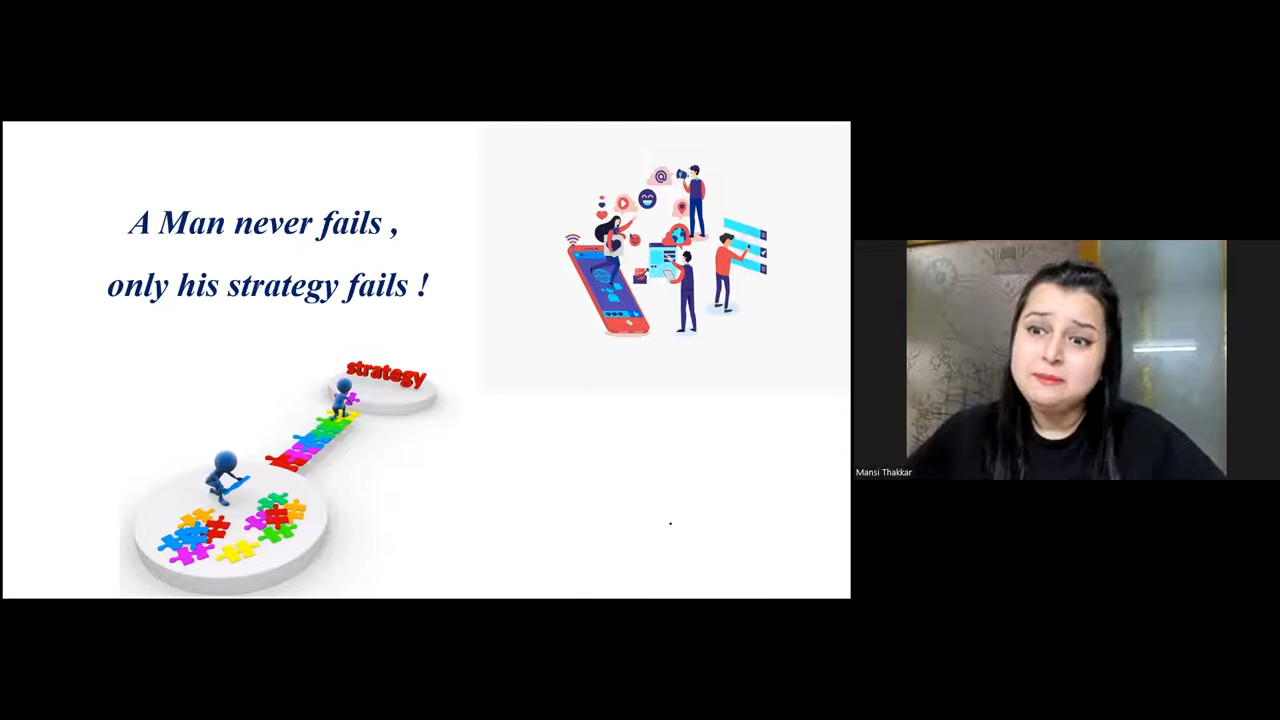 A Man never fails ,
only his strategy fails !
strategy
@
Mansi Thakkar